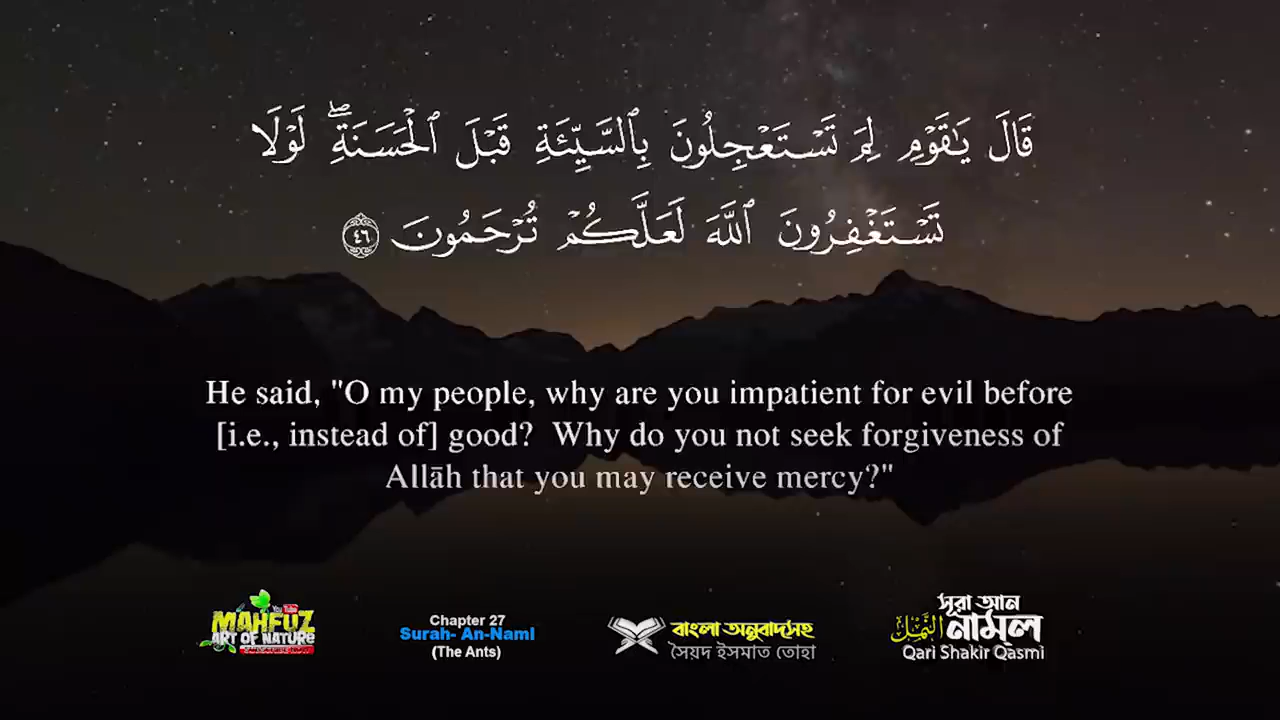 قَالَ يَٰقَوْمِ لِمَ تَسْتَعْجِلُونَ بِٱلسَّيِّئَةِ قَبْلَ ٱلْحَسَنَةِ ۖ لَوْلَا
تَسْتَغْفِرُونَ ٱللَّهَ لَعَلَّكُمْ تُرْحَمُونَ ٤٦
He said, "O my people, why are you impatient for evil before
[i.e., instead of] good?  Why do you not seek forgiveness of
Allāh that you may receive mercy?"
You Tube
MAHFUZ
ART OF NATURE
Chapter 27
Surah- An-Naml
(The Ants)
বাংলা অনুবাদসহ
সৈয়দ ইসমাত তোহা
সূরা আন
النَّمْل নামল
Qari Shakir Qasmi